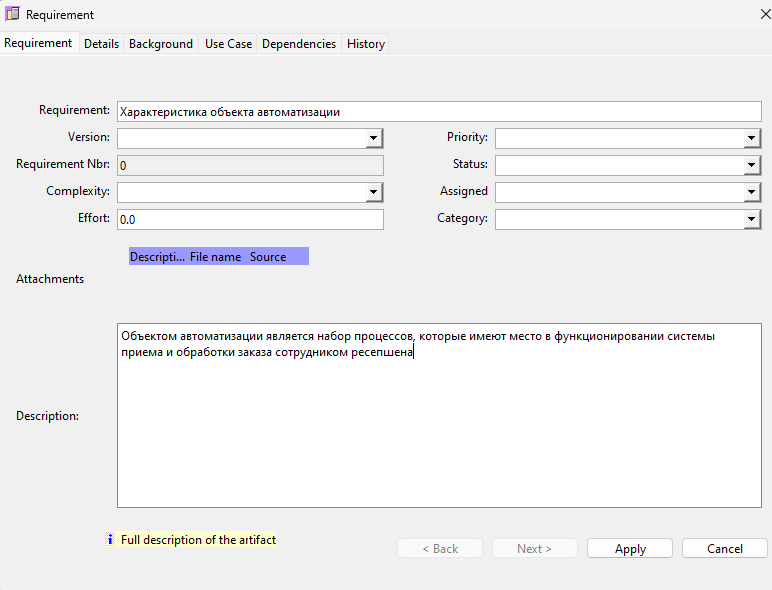 Requirement
Requirement Details Background Use Case Dependencies History
Requirement: Характеристика объекта автоматизации
Version: Priority:
Requirement Nbr: 0 Status:
Complexity: Assigned
Effort: 0.0 Category:
Descripti... File name Source
Attachments
Объектом автоматизации является набор процессов, которые имеют место в функционировании системы
приема и обработки заказа сотрудником ресепшена
Description:
Full description of the artifact
< Back Next > Apply Cancel